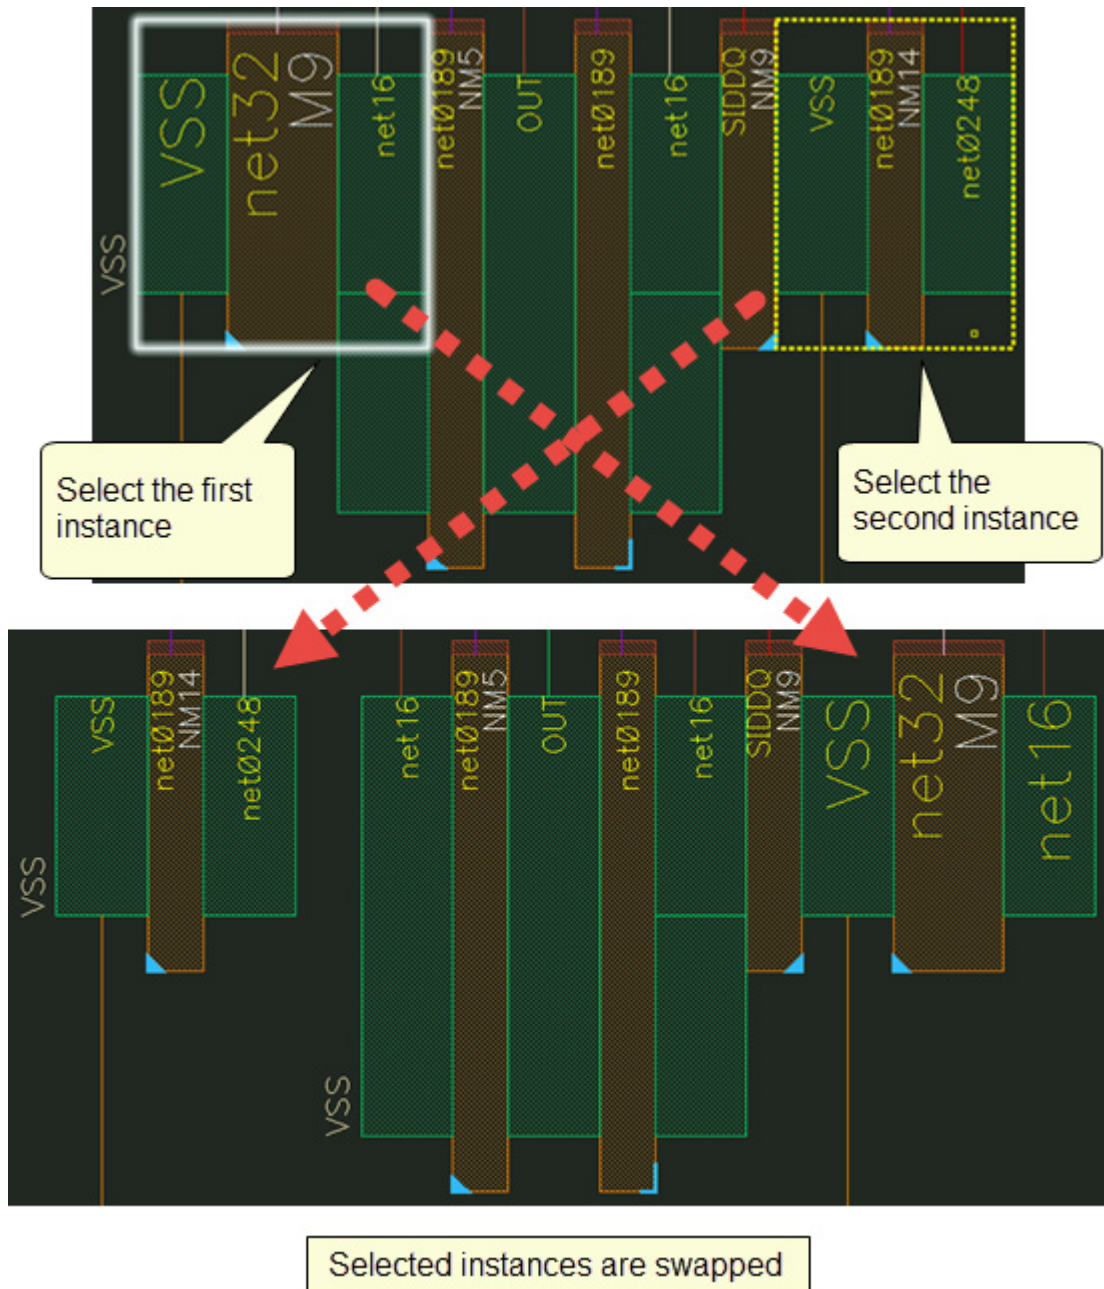 VSS
net32
M9
net16
net0189
NM5
OUT
net0189
net16
SIDDQ
NM9
VSS
net0189
NM14
net0248
VSS
Select the first
instance
Select the
second instance
VSS
net0189
NM14
net0248
net16
net0189
NM5
OUT
net0189
net16
SIDDQ
NM9
VSS
net32
M9
net16
VSS
VSS
Selected instances are swapped